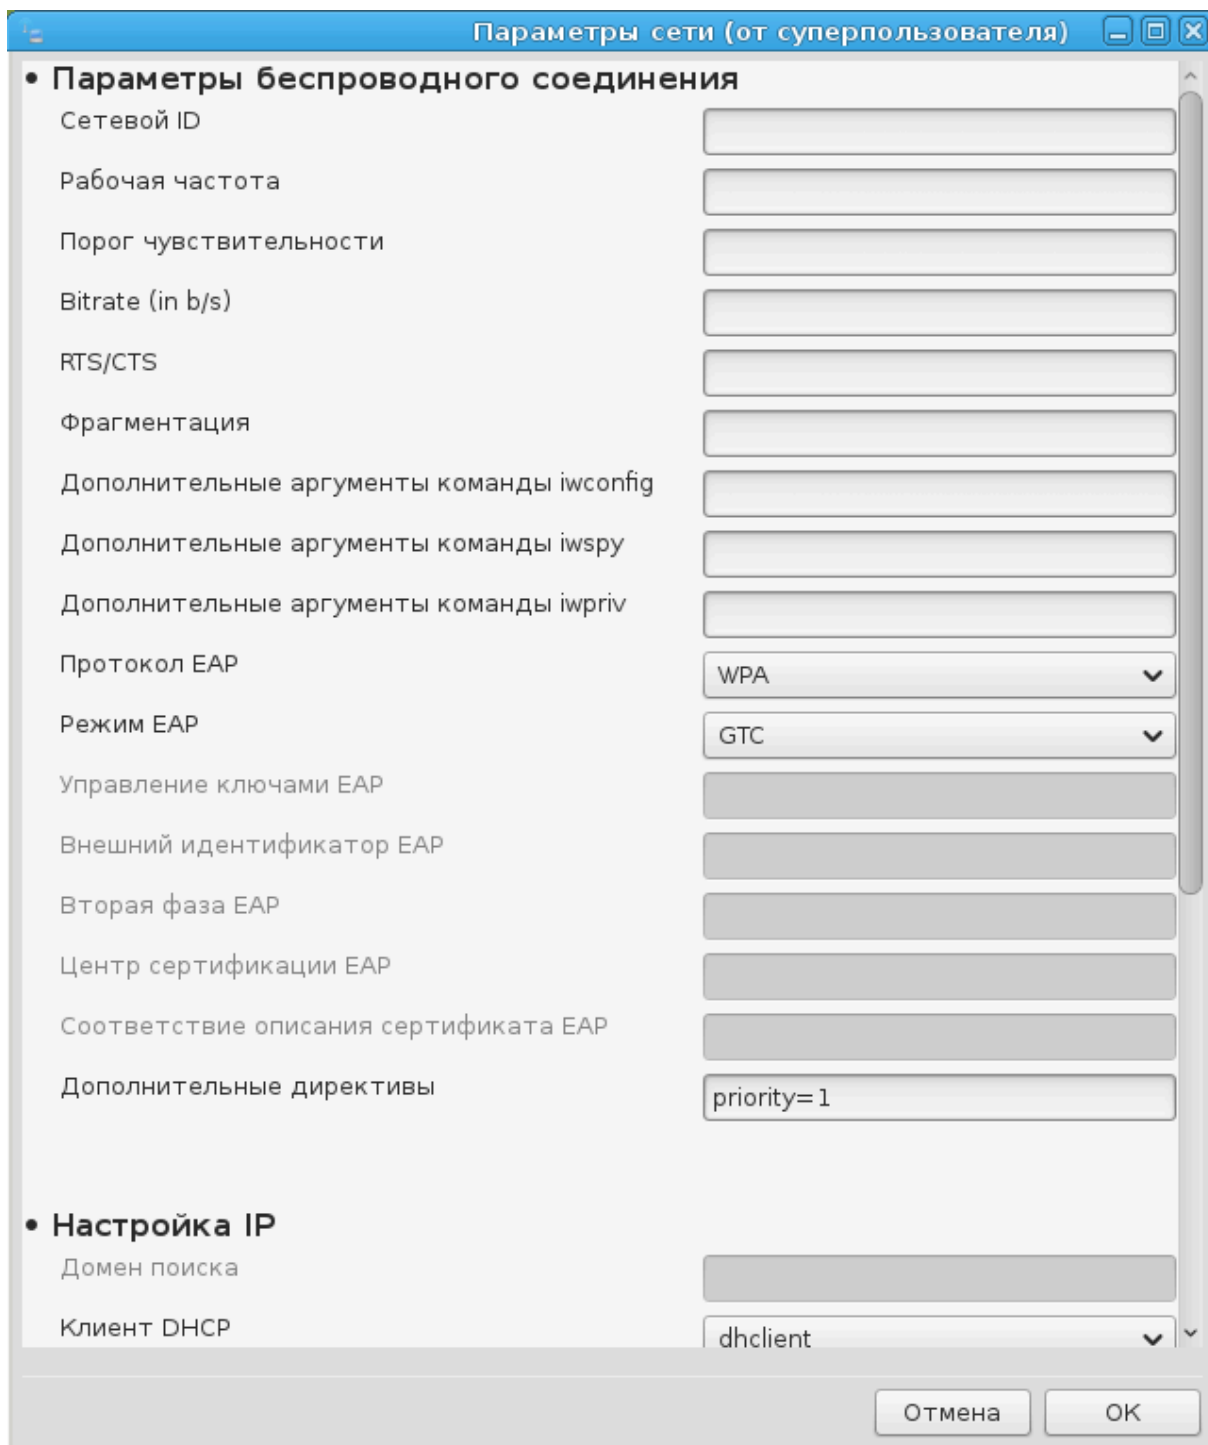 Параметры сети (от суперпользователя)
• Параметры беспроводного соединения
Сетевой ID
Рабочая частота
Порог чувствительности
Bitrate (in b/s)
RTS/CTS
Фрагментация
Дополнительные аргументы команды iwconfig
Дополнительные аргументы команды iwspy
Дополнительные аргументы команды iwpriv
Протокол EAP WPA
Режим EAP GTC
Управление ключами EAP
Внешний идентификатор EAP
Вторая фаза EAP
Центр сертификации EAP
Соответствие описания сертификата EAP
Дополнительные директивы priority=1
• Настройка IP
Домен поиска
Клиент DHCP dhclient
Отмена OK